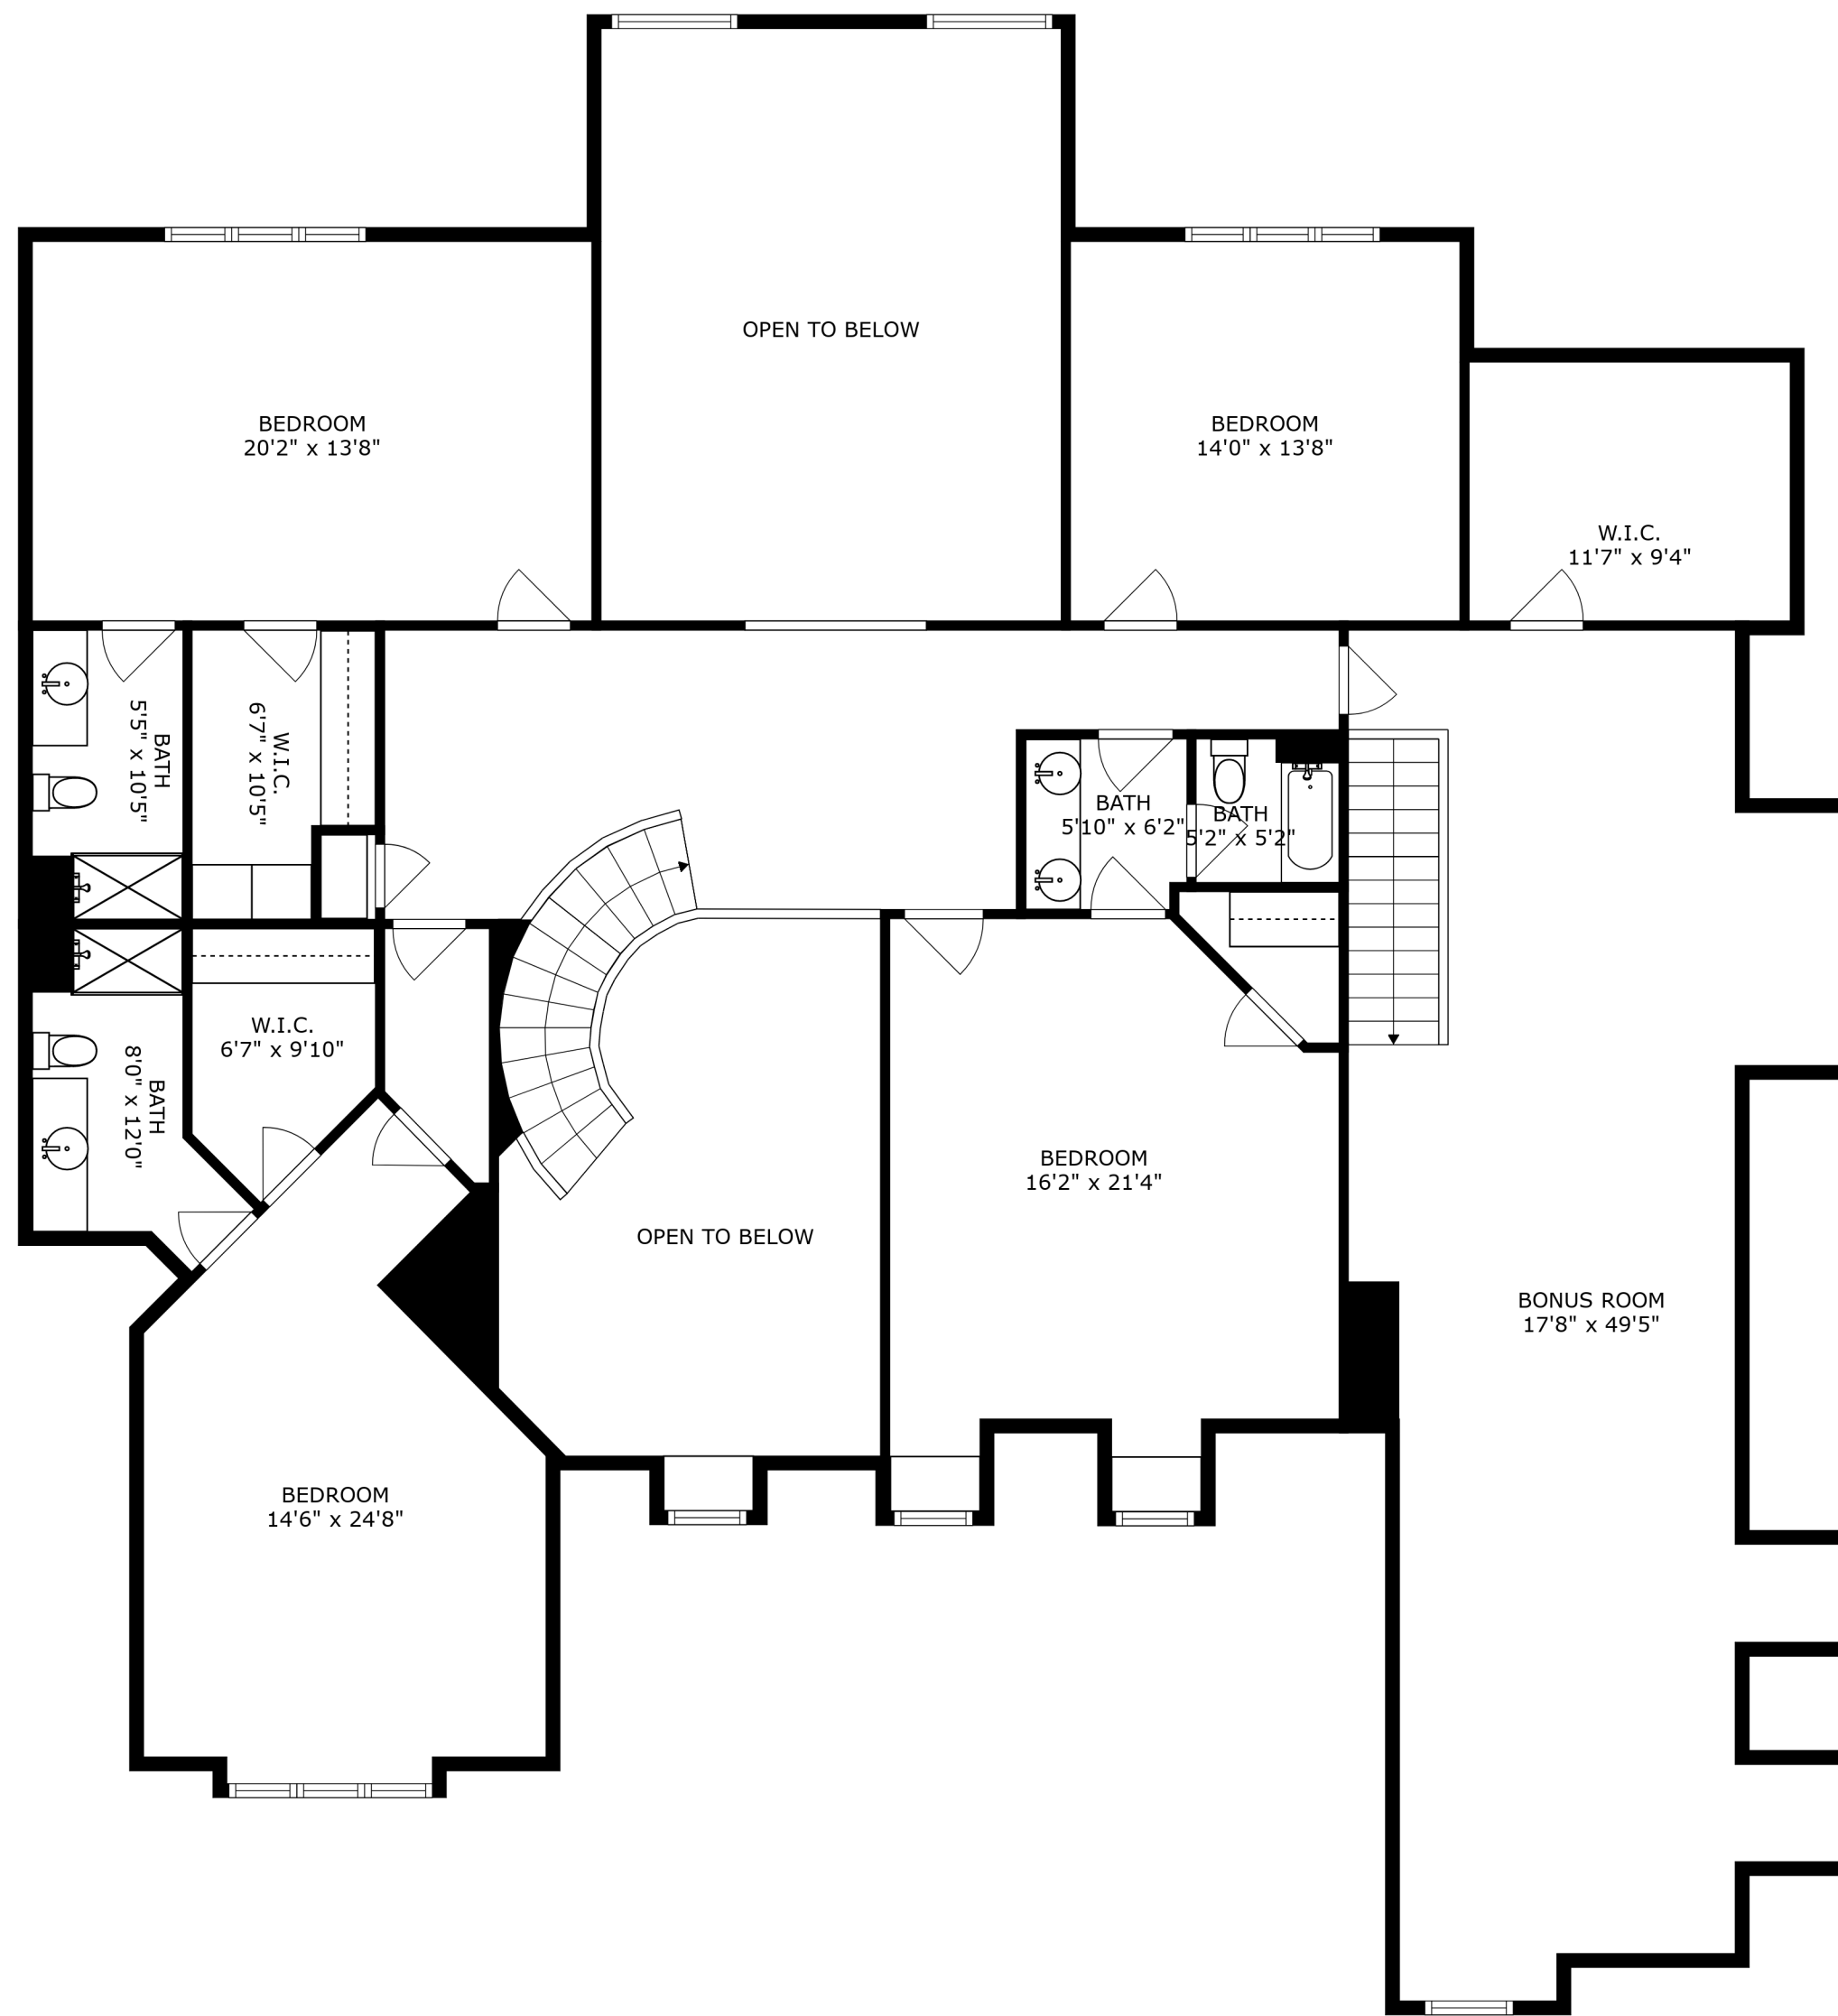 OPEN TO BELOW
BEDROOM
20'2" x 13'8"
BEDROOM
14'0" x 13'8"
W.I.C.
11'7" x 9'4"
BATH
5'5" x 10'5"
W.I.C.
6'7" x 10'5"
BATH
5'10" x 6'2"
BATH
5'2" x 5'2"
W.I.C.
6'7" x 9'10"
BATH
8'0" x 12'0"
BEDROOM
16'2" x 21'4"
OPEN TO BELOW
BONUS ROOM
17'8" x 49'5"
BEDROOM
14'6" x 24'8"